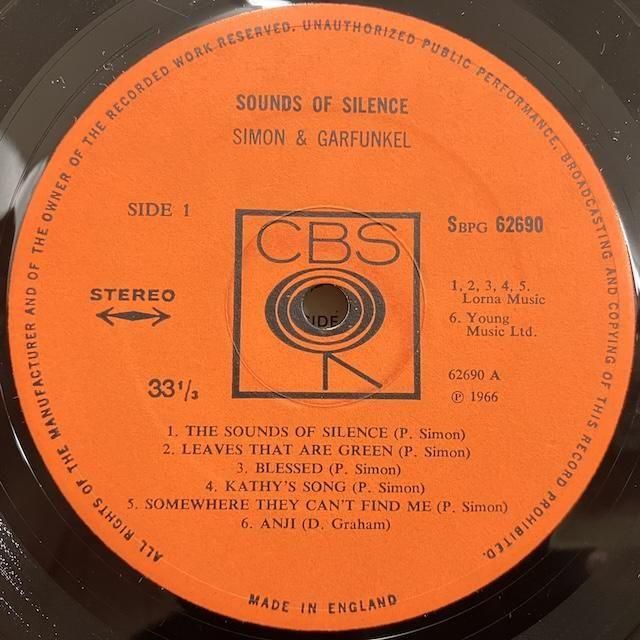 ALL RIGHTS OF THE MANUFACTURER AND OF THE OWNER OF THE RECORDED WORK RESERVED. UNAUTHORIZED PUBLIC PERFORMANCE, BROADCASTING AND COPYING OF THIS RECORD PROHIBITED.
SOUNDS OF SILENCE
SIMON & GARFUNKEL
SIDE 1
CBS
SBPG 62690
STEREO
1, 2, 3, 4, 5.
Lorna Music
6. Young
Music Ltd.
SIDE
33 1/3
62690 A
℗ 1966
1. THE SOUNDS OF SILENCE (P. Simon)
2. LEAVES THAT ARE GREEN (P. Simon)
3. BLESSED (P. Simon)
4. KATHY'S SONG (P. Simon)
5. SOMEWHERE THEY CAN'T FIND ME (P. Simon)
6. ANJI (D. Graham)
MADE IN ENGLAND